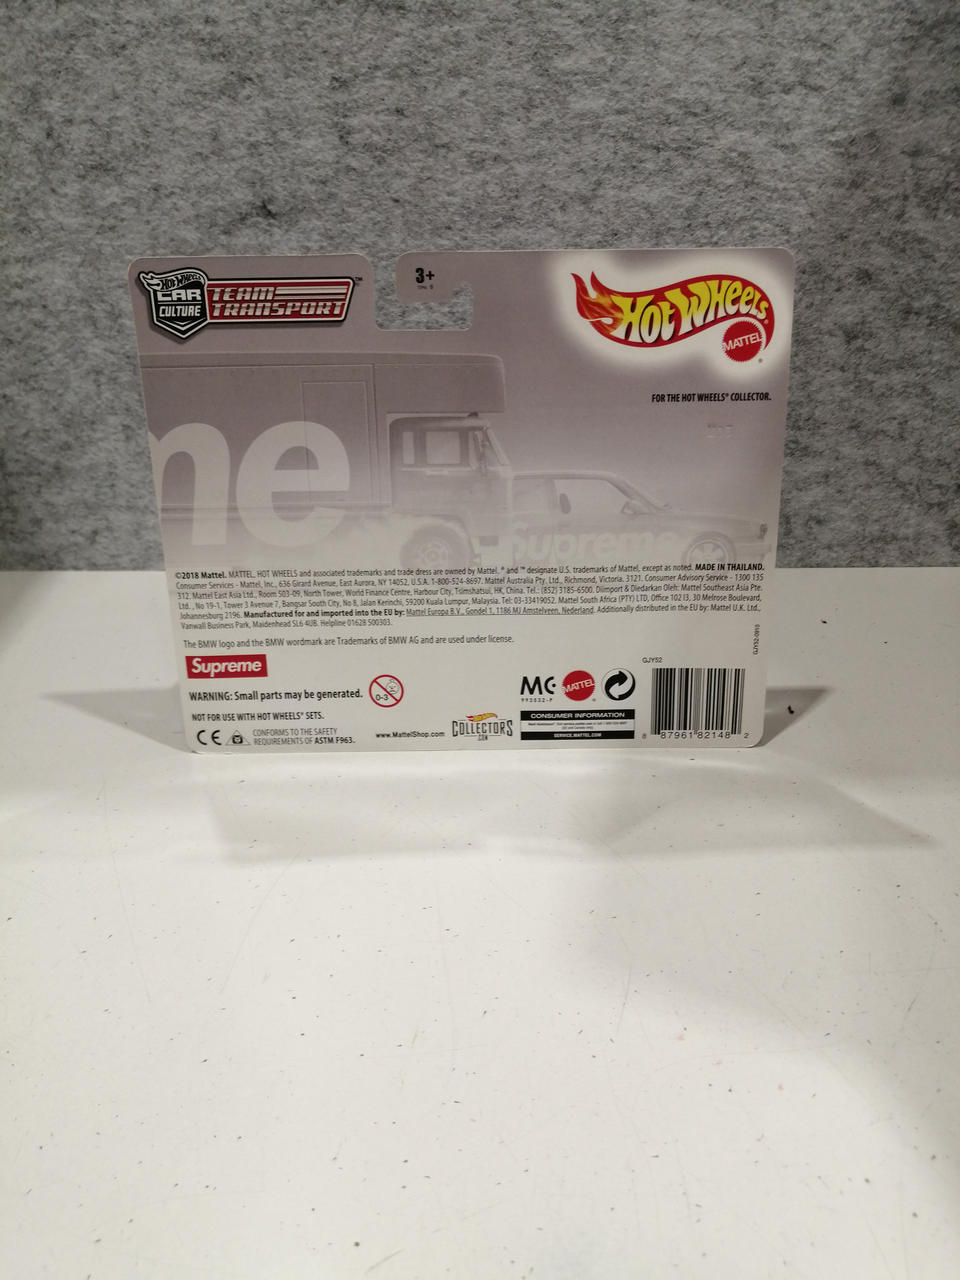 HOT WHEELS
CAR
CULTURE
TEAM
TRANSPORT
™
3+
HOT WHEELS
MATTEL
®
FOR THE HOT WHEELS® COLLECTOR.
me
Supreme
©2018 Mattel. MATTEL, HOT WHEELS and associated trademarks and trade dress are owned by Mattel. ® and ™ designate U.S. trademarks of Mattel, except as noted. MADE IN THAILAND.
Consumer Services - Mattel, Inc., 636 Girard Avenue, East Aurora, NY 14052, U.S.A. 1-800-524-8697. Mattel Australia Pty. Ltd., Richmond, Victoria. 3121. Consumer Advisory Service - 1300 135
312. Mattel East Asia Ltd., Room 503-09, North Tower, World Finance Centre, Harbour City, Tsimshatsui, HK, China. Tel.: (852) 3185-6500. Diimport & Diedarkan Oleh: Mattel Southeast Asia Pte.
Ltd., No 19-1, Tower 3 Avenue 7, Bangsar South City, No 8, Jalan Kerinchi, 59200 Kuala Lumpur, Malaysia. Tel: 03-33419052. Mattel South Africa (PTY) LTD, Office 102 I3, 30 Melrose Boulevard,
Johannesburg 2196. Manufactured for and imported into the EU by: Mattel Europa B.V., Gondel 1, 1186 MJ Amstelveen, Nederland. Additionally distributed in the EU by: Mattel U.K. Ltd.,
Vanwall Business Park, Maidenhead SL6 4UB. Helpline 01628 500303.
The BMW logo and the BMW wordmark are Trademarks of BMW AG and are used under license.
GJY52-0910
Supreme
GJY52
WARNING: Small parts may be generated.
0-3
MC
993032-P
MATTEL
®
NOT FOR USE WITH HOT WHEELS® SETS.
CE
CONFORMS TO THE SAFETY
REQUIREMENTS OF ASTM F963.
www.MattelShop.com
COLLECTORS
.COM
CONSUMER INFORMATION
SERVICE.MATTEL.COM
8 87961 82148 2